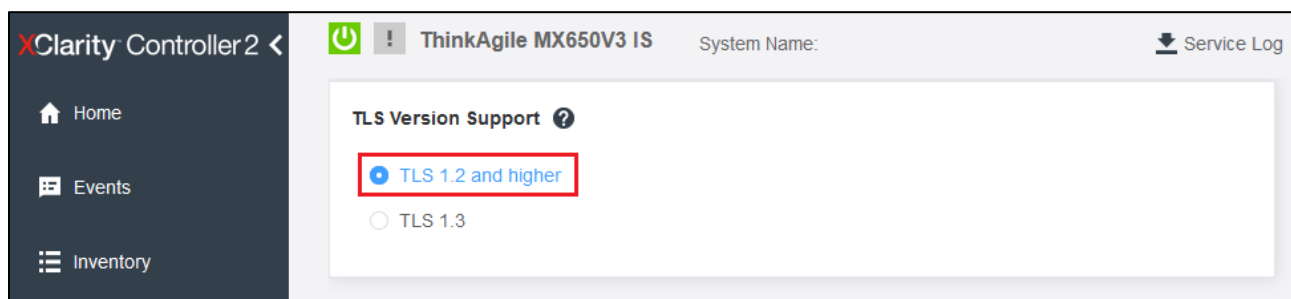 XClarity Controller 2
ThinkAgile MX650V3 IS
System Name:
Service Log
Home
Events
Inventory
TLS Version Support
TLS 1.2 and higher
TLS 1.3